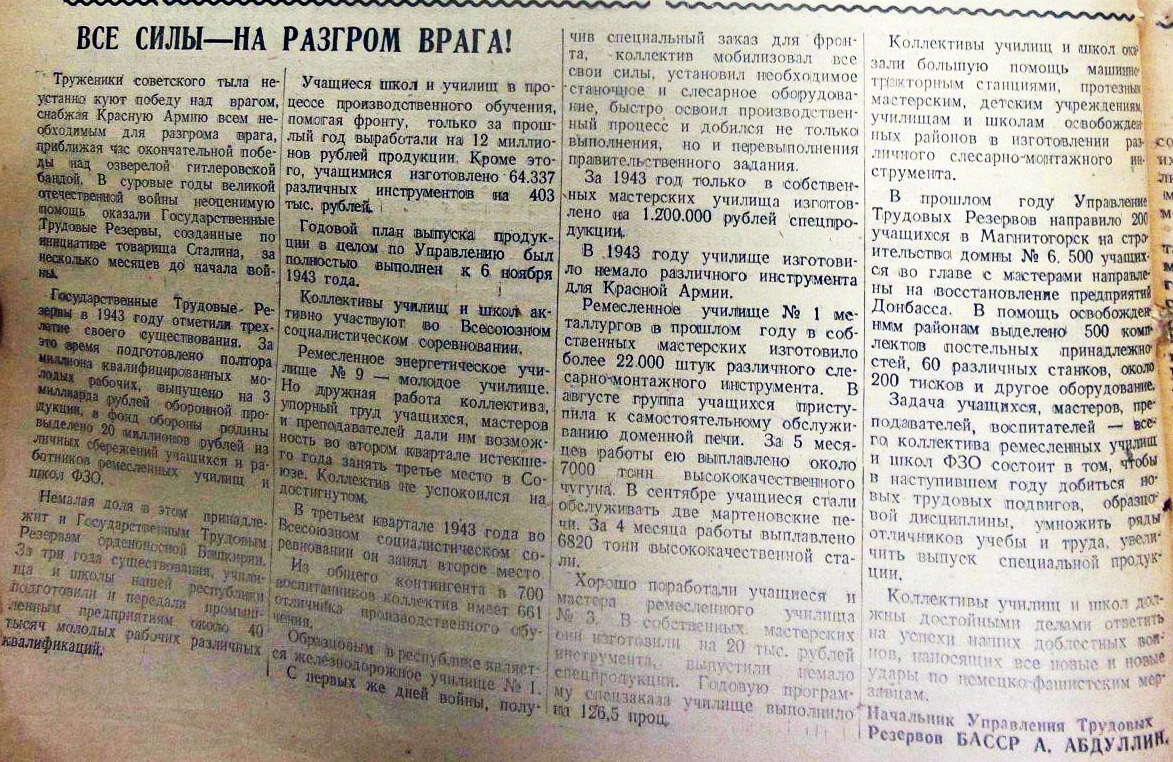 ВСЕ СИЛЫ—НА РАЗГРОМ ВРАГА!
Труженики советского тыла не-
устанно куют победу над врагом,
снабжая Красную Армию всем не-
обходимым для разгрома врага,
приближая час окончательной побе-
ды над озверелой гитлеровской
бандой. В суровые годы великой
отечественной войны неоценимую
помощь оказали Государственные
Трудовые Резервы, созданные по
инициативе товарища Сталина, за
несколько месяцев до начала вой-
ны.
Государственные Трудовые Ре-
зервы в 1943 году отметили трех-
летие своего существования. За
это время подготовлено полтора
миллиона квалифицированных мо-
лодых рабочих, выпущено на 3
миллиарда рублей оборонной про-
дукции, в фонд обороны родины
выделено 20 миллионов рублей из
личных сбережений учащихся и ра-
ботников ремесленных училищ и
школ ФЗО.
Немалая доля в этом принадле-
жит и Государственным Трудовым
Резервам орденоносной Башкирии.
За три года существования, учили-
ща и школы нашей республики
подготовили и передали промыш-
ленным предприятиям около 40
тысяч молодых рабочих различных
квалификаций.
Учащиеся школ и училищ в про-
цессе производственного обучения,
помогая фронту, только за прош-
лый год выработали на 12 миллио-
нов рублей продукции. Кроме это-
го, учащимися изготовлено 64.337
различных инструментов на 403
тыс. рублей.
Годовой план выпуска продук-
ции в целом по Управлению был
полностью выполнен к 6 ноября
1943 года.
Коллективы училищ и школ ак-
тивно участвуют во Всесоюзном
социалистическом соревновании.
Ремесленное энергетическое учи-
лище № 9 — молодое училище.
Но дружная работа коллектива,
упорный труд учащихся, мастеров
и преподавателей дали им возмож-
ность во втором квартале истекше-
го года занять третье место в Со-
юзе. Коллектив не успокоился на
достигнутом.
В третьем квартале 1943 года во
Всесоюзном социалистическом со-
ревновании он занял второе место.
Из общего контингента в 700
воспитанников коллектив имеет 661
отличника производственного обу-
чения.
Образцовым в республике являет-
ся железнодорожное училище № 1.
С первых же дней войны, полу-
чив специальный заказ для фрон-
та, коллектив мобилизовал все
свои силы, установил необходимое
станочное и слесарное оборудова-
ние, быстро освоил производствен-
ный процесс и добился не только
выполнения, но и перевыполнения
правительственного задания.
За 1943 год только в собствен-
ных мастерских училища изготов-
лено на 1.200.000 рублей спецпро-
дукции.
В 1943 году училище изготови-
ло немало различного инструмента
для Красной Армии.
Ремесленное училище № 1 ме-
таллургов в прошлом году в соб-
ственных мастерских изготовило
более 22.000 штук различного сле-
сарно-монтажного инструмента. В
августе группа учащихся присту-
пила к самостоятельному обслужи-
ванию доменной печи. За 5 меся-
цев работы ею выплавлено около
7000 тонн высококачественного
чугуна. В сентябре учащиеся стали
обслуживать две мартеновские пе-
чи. За 4 месяца работы выплавлено
6820 тонн высококачественной ста-
ли.
Хорошо поработали учащиеся и
мастера ремесленного училища
№ 3. В собственных мастерских
они изготовили на 20 тыс. рублей
инструмента, выпустили немало
спецпродукции. Годовую програм-
му спецзаказа училище выполнило
на 126,5 проц.
Коллективы училищ и школ ока-
зали большую помощь машинно-
тракторным станциям, протезным
мастерским, детским учреждениям,
училищам и школам освобожден-
ных районов в изготовлении раз-
личного слесарно-монтажного ин-
струмента.
В прошлом году Управление
Трудовых Резервов направило 200
учащихся в Магнитогорск на стро-
ительство домны № 6. 500 учащих-
ся во главе с мастерами направле-
ны на восстановление предприятий
Донбасса. В помощь освобожден-
ным районам выделено 500 комп-
лектов постельных принадлежно-
стей, 60 различных станков, около
200 тисков и другое оборудование.
Задача учащихся, мастеров, пре-
подавателей, воспитателей — все-
го коллектива ремесленных училищ
и школ ФЗО состоит в том, чтобы
в наступившем году добиться но-
вых трудовых подвигов, образцо-
вой дисциплины, умножить ряды
отличников учебы и труда, увели-
чить выпуск специальной продук-
ции.
Коллективы училищ и школ дол-
жны достойными делами ответить
на успехи наших доблестных вои-
нов, наносящих все новые и новые
удары по немецко-фашистским мер-
завцам.
Начальник Управления Трудовых
Резервов БАССР А. АБДУЛЛИН.